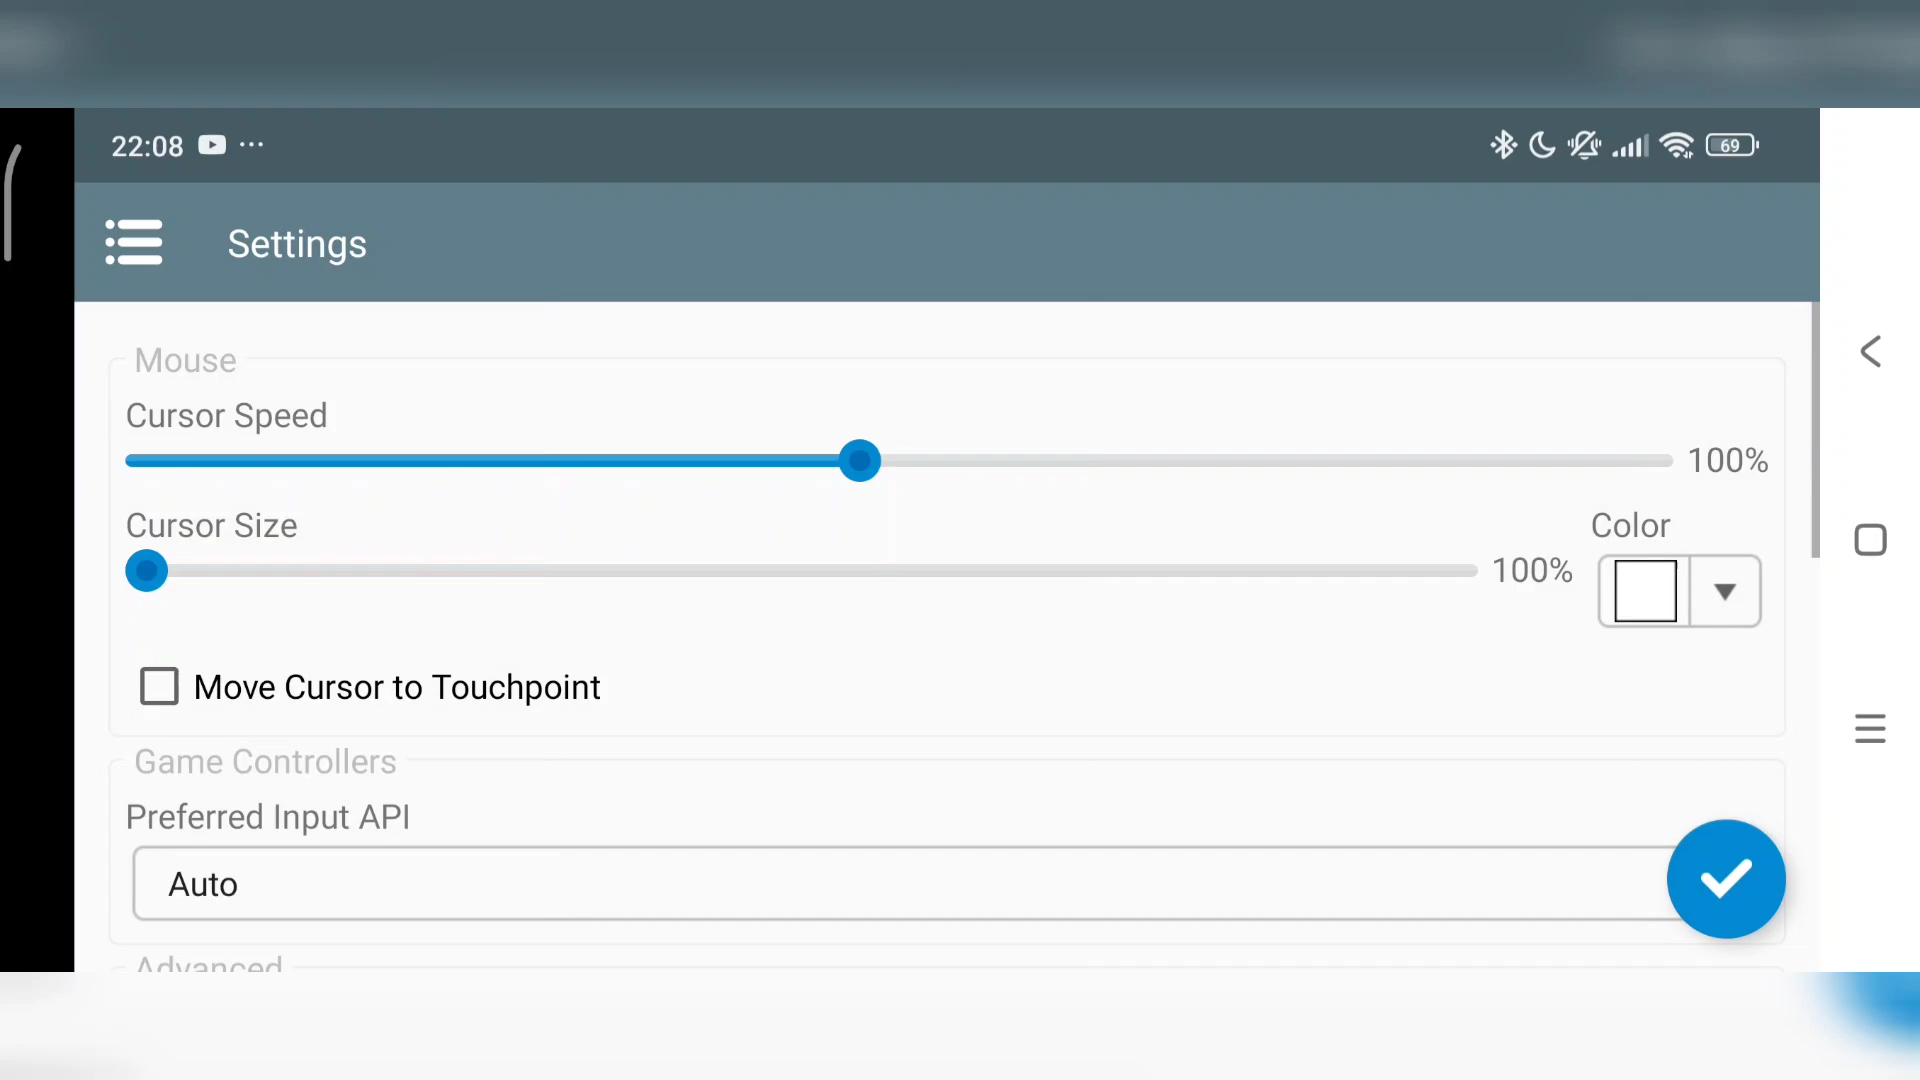 22:08
69
Settings
Mouse
Cursor Speed
100%
Cursor Size
Color
100%
Move Cursor to Touchpoint
Game Controllers
Preferred Input API
Auto
Advanced